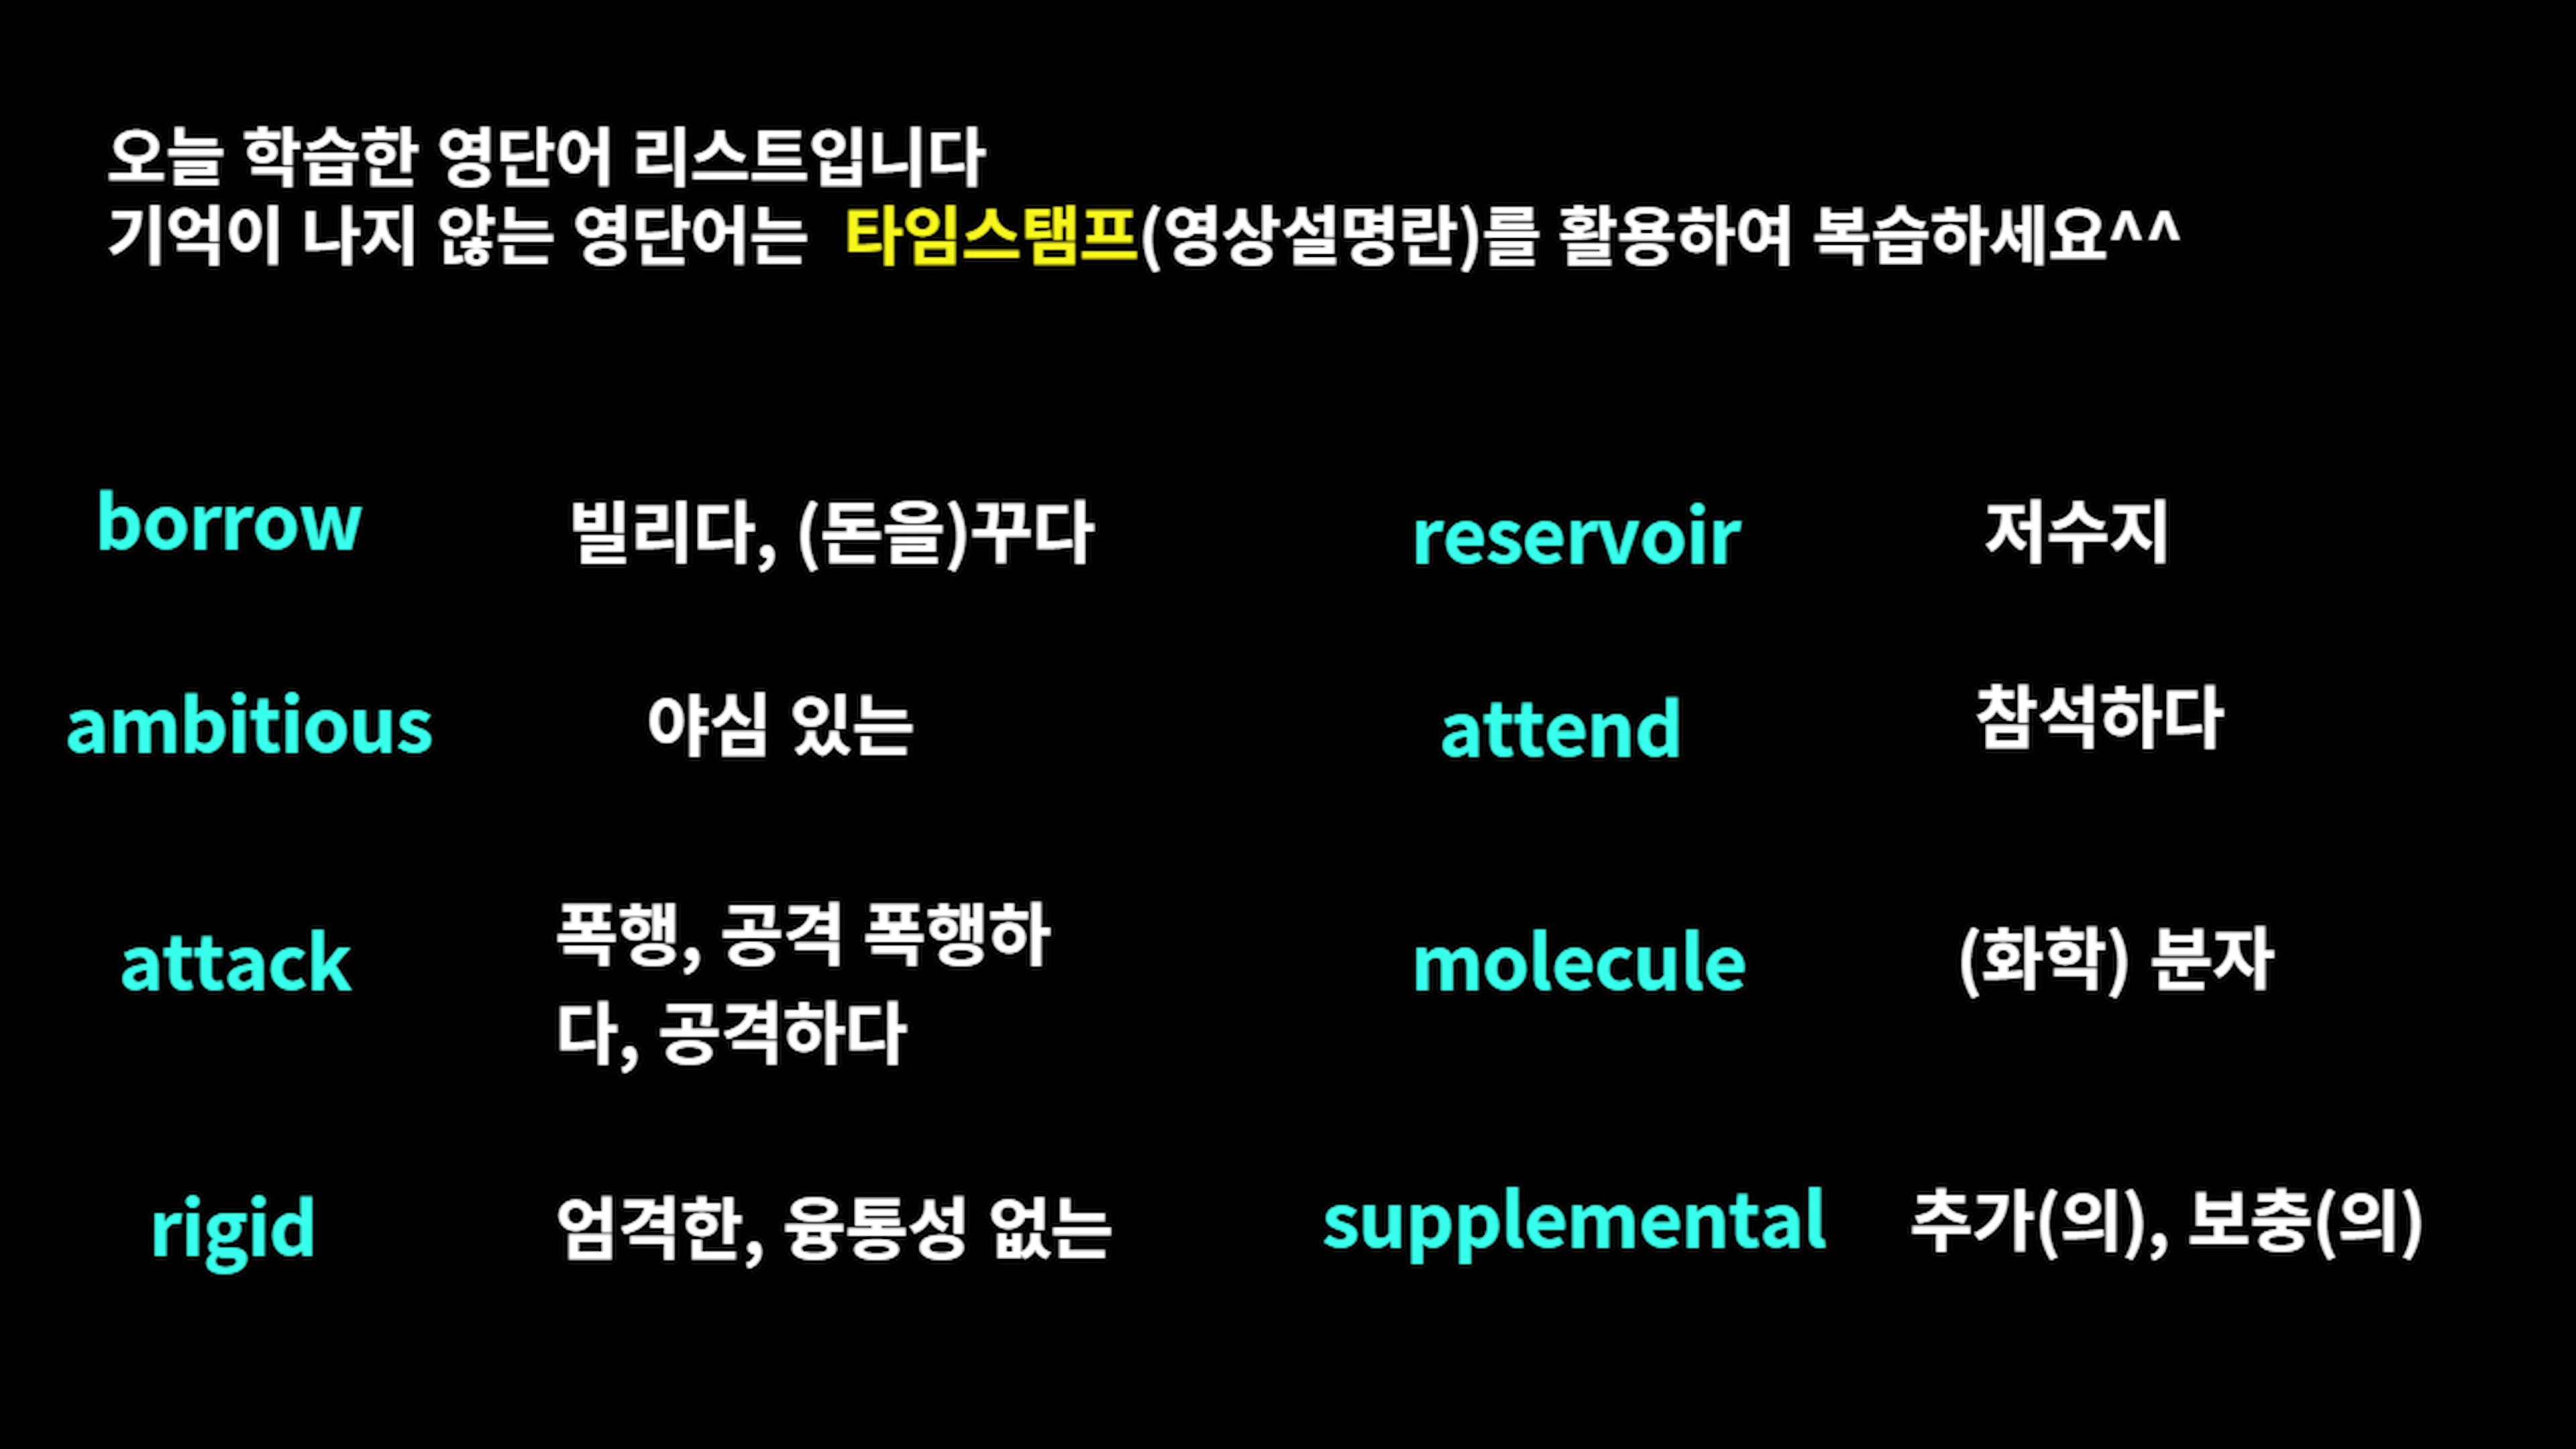 오늘 학습한 영단어 리스트입니다
기억이 나지 않는 영단어는 타임스탬프(영상설명란)를 활용하여 복습하세요^^
borrow 빌리다, (돈을)꾸다 reservoir 저수지
ambitious 야심 있는 attend 참석하다
attack 폭행, 공격 폭행하
다, 공격하다
molecule (화학) 분자
rigid 엄격한, 융통성 없는 supplemental 추가(의), 보충(의)